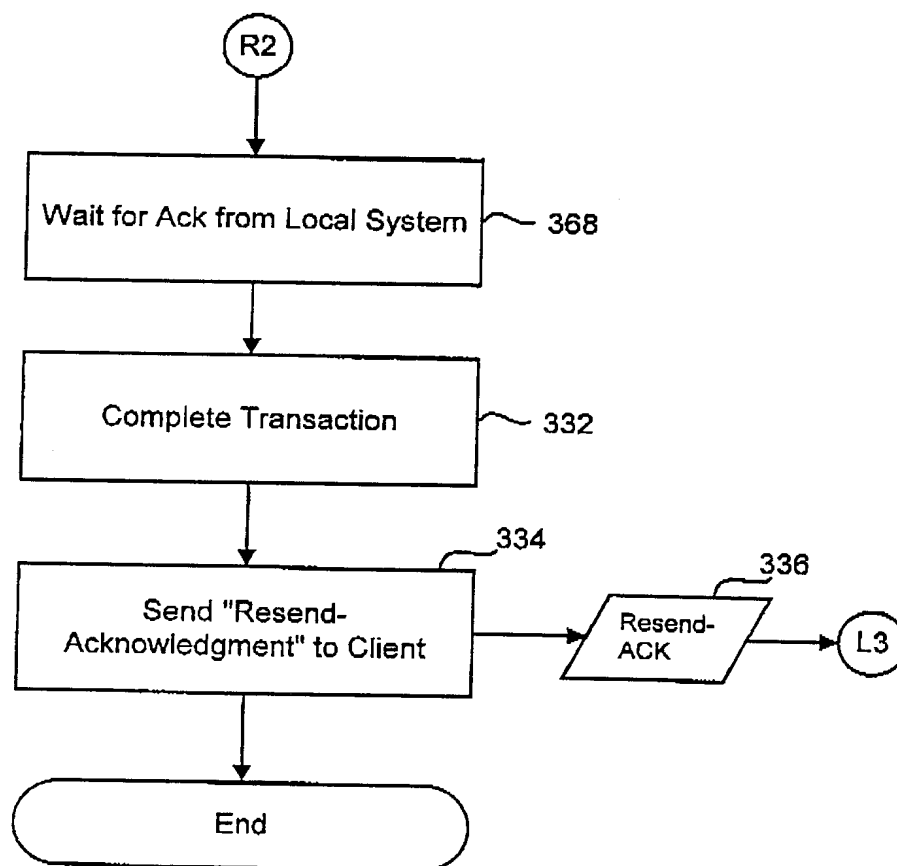 R2
Wait for Ack from Local System
368
Complete Transaction
332
334
Send "Resend-
Acknowledgment" to Client
336
Resend-
ACK
L3
End